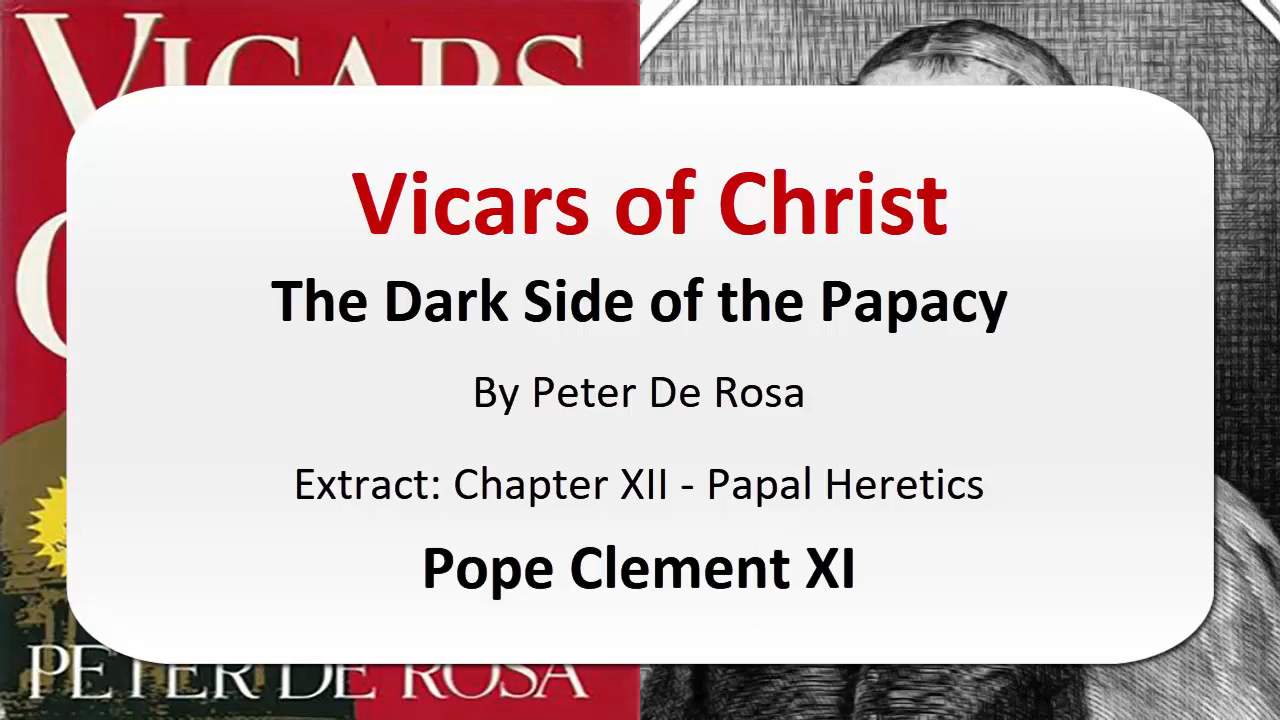 VICARS
Vicars of Christ
The Dark Side of the Papacy
By Peter De Rosa
Extract: Chapter XII - Papal Heretics
Pope Clement XI
PETER DE ROSA